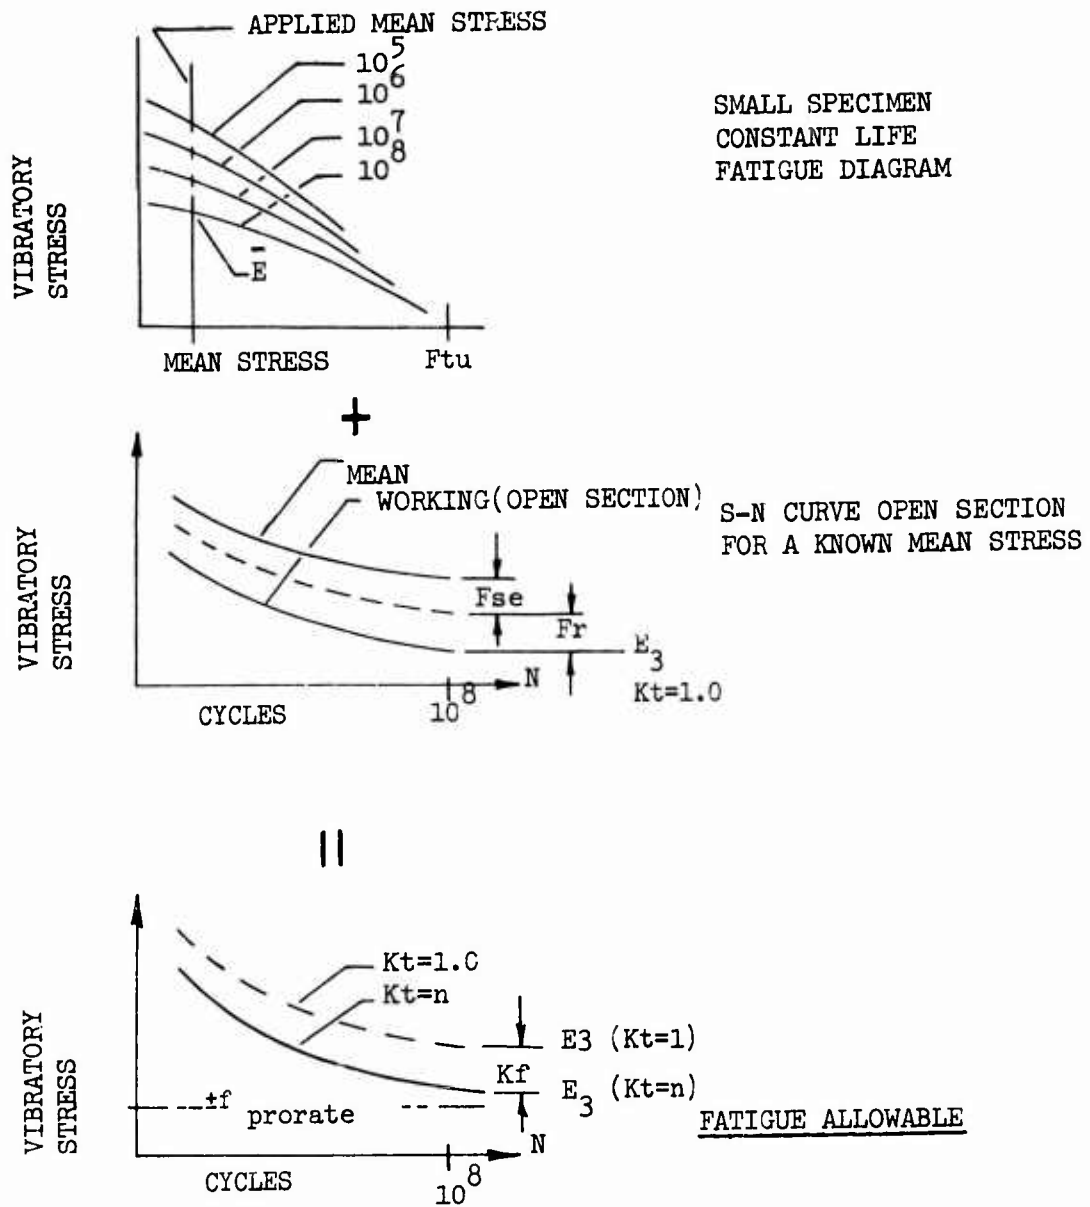 APPLIED MEAN STRESS
10^5
10^6
10^7
10^8
SMALL SPECIMEN
CONSTANT LIFE
FATIGUE DIAGRAM
VIBRATORY
STRESS
E̅
MEAN STRESS
Ftu
+
MEAN
WORKING(OPEN SECTION)
S-N CURVE OPEN SECTION
FOR A KNOWN MEAN STRESS
VIBRATORY
STRESS
Fse
Fr
E_3
Kt=1.0
N
CYCLES
10^8
=
Kt=1.0
Kt=n
VIBRATORY
STRESS
E3 (Kt=1)
Kf
E_3 (Kt=n)
±f prorate
FATIGUE ALLOWABLE
N
CYCLES
10^8